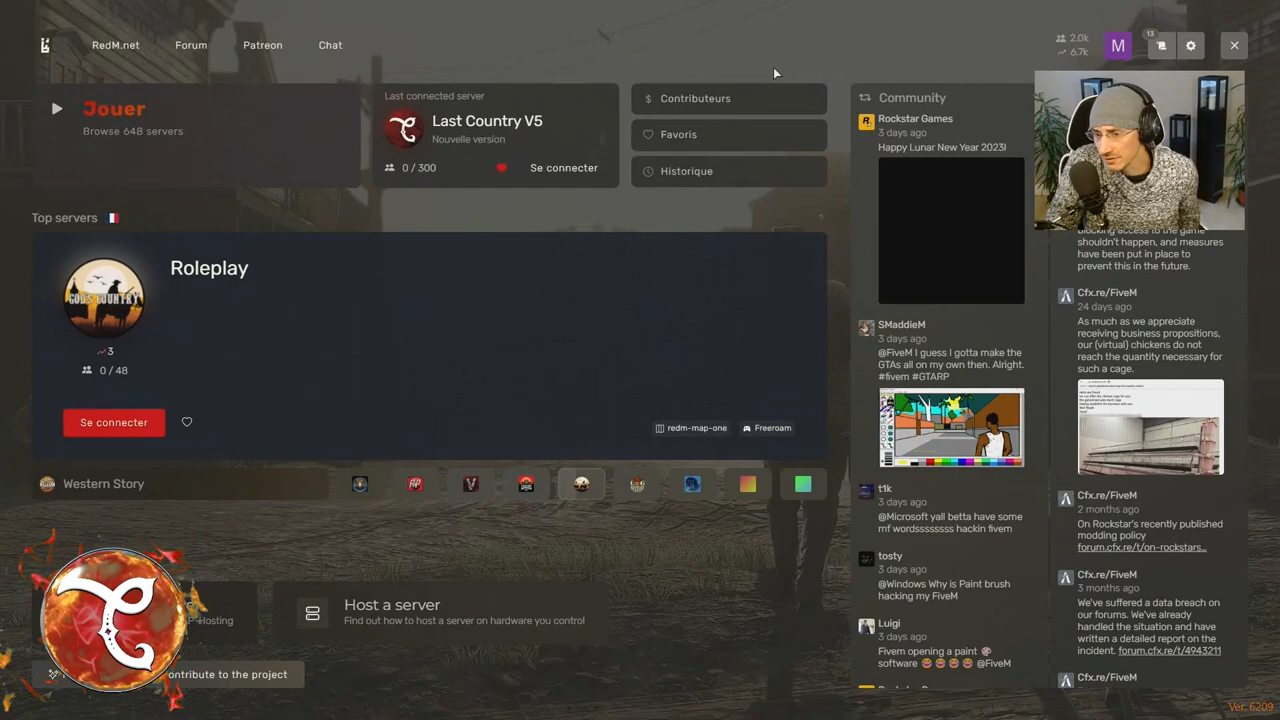 RedM.net
Forum
Patreon
Chat
2.0k
6.7k
M
13
Jouer
Browse 648 servers
Last connected server
Last Country V5
Nouvelle version
0 / 300
Se connecter
$ Contributeurs
Favoris
Historique
Top servers
?
GOD'S COUNTRY
Roleplay
3
0 / 48
Se connecter
redm-map-one
Freeroam
Western Story
Host a server
Find out how to host a server on hardware you control
P Hosting
ontribute to the project
Community
Rockstar Games
3 days ago
Happy Lunar New Year 2023!
SMaddieM
3 days ago
@FiveM I guess I gotta make the
GTAs all on my own then. Alright.
#fivem #GTARP
t1k
3 days ago
@Microsoft yall betta have some
mf wordssssssss hackin fivem
tosty
3 days ago
@Windows Why is Paint brush
hacking my FiveM
Luigi
3 days ago
Fivem opening a paint
software @FiveM
blocking access to the game
shouldn't happen, and measures
have been put in place to
prevent this in the future.
Cfx.re/FiveM
24 days ago
As much as we appreciate
receiving business propositions,
our (virtual) chickens do not
reach the quantity necessary for
such a cage.
Cfx.re/FiveM
2 months ago
On Rockstar's recently published
modding policy
forum.cfx.re/t/on-rockstars...
Cfx.re/FiveM
3 months ago
We've suffered a data breach on
our forums. We've already
handled the situation and have
written a detailed report on the
incident. forum.cfx.re/t/4943211
Cfx.re/FiveM
Ver. 6209